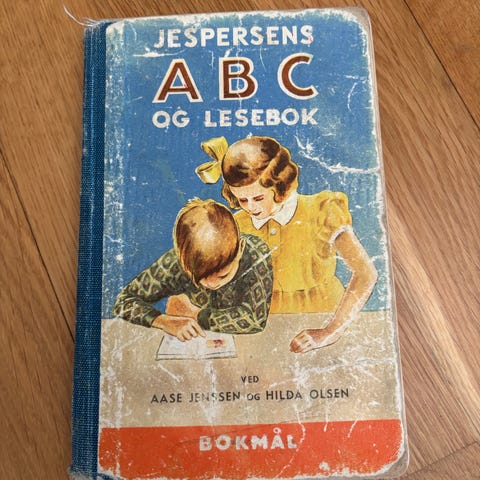 JESPERSENS
ABC
OG LESEBOK
VED
AASE JENSSEN OG HILDA OLSEN
BOKMÅL